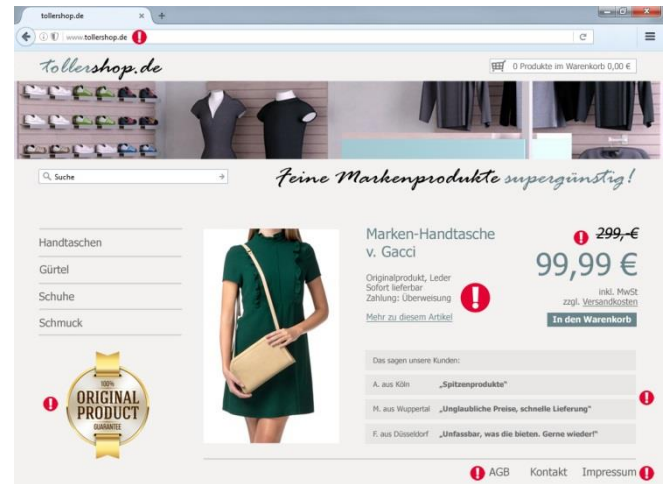 tollershop.de
www.tollershop.de
tollershop.de
0 Produkte im Warenkorb 0,00 €
Suche
Feine Markenprodukte supergünstig!
Handtaschen
Gürtel
Schuhe
Schmuck
100%
ORIGINAL
PRODUCT
GUARANTEE
Marken-Handtasche
v. Gacci
Originalprodukt, Leder
Sofort lieferbar
Zahlung: Überweisung
Mehr zu diesem Artikel
299,-€
99,99 €
inkl. MwSt
zzgl. Versandkosten
In den Warenkorb
Das sagen unsere Kunden:
A. aus Köln „Spitzenprodukte"
M. aus Wuppertal „Unglaubliche Preise, schnelle Lieferung"
F. aus Düsseldorf „Unfassbar, was die bieten. Gerne wieder!"
AGB Kontakt Impressum